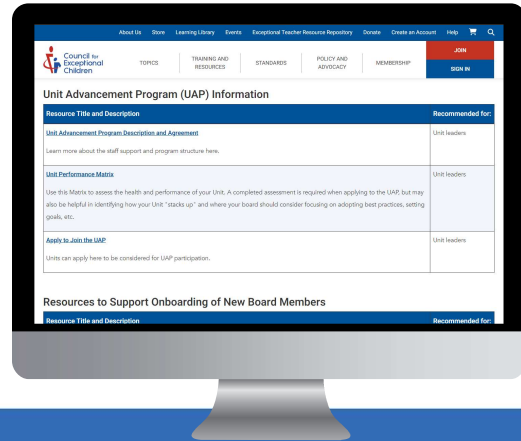 About Us Store Learning Library Events Exceptional Teacher Resource Repository Donate Create an Account Help
Council for
Exceptional
Children
TOPICS
TRAINING AND
RESOURCES
STANDARDS
POLICY AND
ADVOCACY
MEMBERSHIP
JOIN
SIGN IN
Unit Advancement Program (UAP) Information
Resource Title and Description Recommended for:
Unit Advancement Program Description and Agreement Unit leaders
Learn more about the staff support and program structure here.
Unit Performance Matrix Unit leaders
Use this Matrix to assess the health and performance of your Unit. A completed assessment is required when applying to the UAP, but may
also be helpful in identifying how your Unit "stacks up" and where your board should consider focusing on adopting best practices, setting
goals, etc.
Apply to Join the UAP Unit leaders
Units can apply here to be considered for UAP participation.
Resources to Support Onboarding of New Board Members
Resource Title and Description Recommended for: